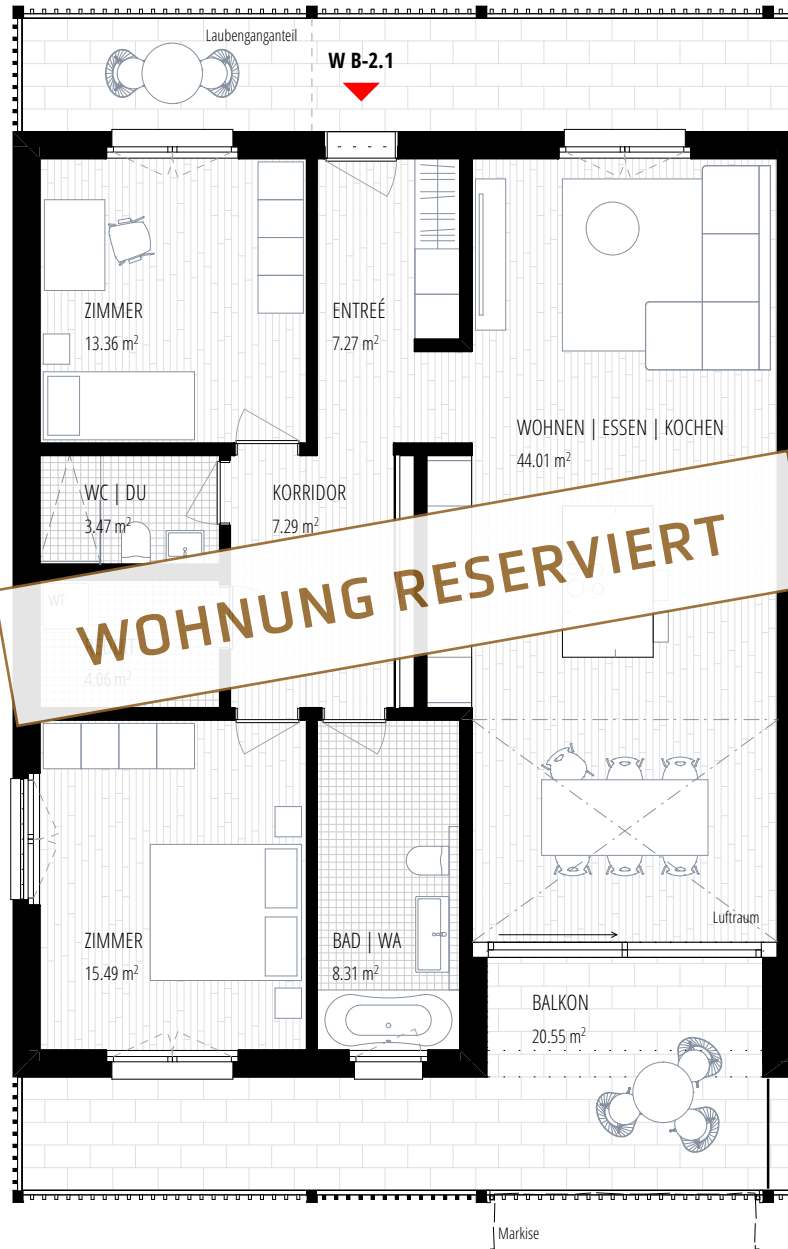 Laubenganganteil
W B-2.1
ZIMMER
13.36 m²
ENTREÉ
7.27 m²
WOHNEN | ESSEN | KOCHEN
44.01 m²
WC | DU
3.47 m²
KORRIDOR
7.29 m²
WOHNUNG RESERVIERT
WT
4.06 m²
ZIMMER
15.49 m²
BAD | WA
8.31 m²
Luftraum
BALKON
20.55 m²
Markise